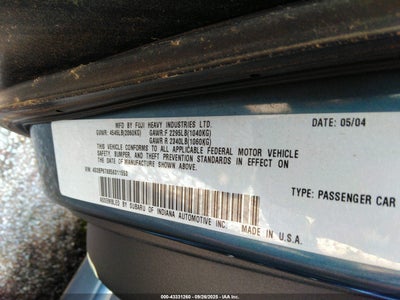 MFD BY FUJI HEAVY INDUSTRIES LTD.
DATE: 05/04
GVWR: 4545LB(2060KG)
GAWR:F 2295LB(1040KG)
GAWR:R 2340LB(1060KG)
THIS VEHICLE CONFORMS TO ALL APPLICABLE FEDERAL MOTOR VEHICLE
SAFETY, BUMPER, AND THEFT PREVENTION STANDARDS IN EFFECT ON
THE DATE OF MANUFACTURE SHOWN ABOVE.
VIN:
TYPE: PASSENGER CAR
ASSEMBLED BY SUBARU OF INDIANA AUTOMOTIVE INC.
MADE IN U.S.A.
000-43331260 - 09/26/2025 - IAA Inc.